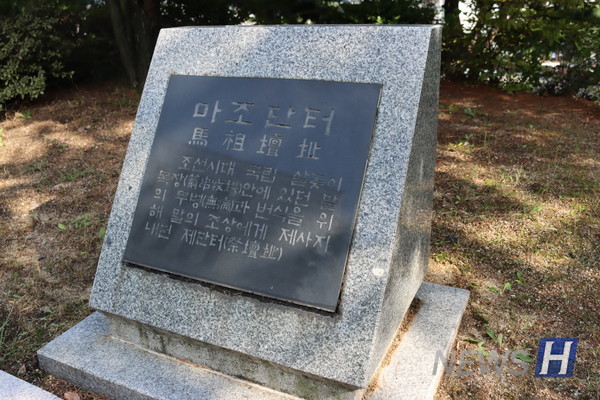 마조단터
馬祖壇址
조선시대 국립 살곶이
목장(箭串牧場)안에 있던 말
의 무병(無病)과 번식을 위
해 말의 조상에게 제사지
내던 제단터(祭壇址)
NEWS H